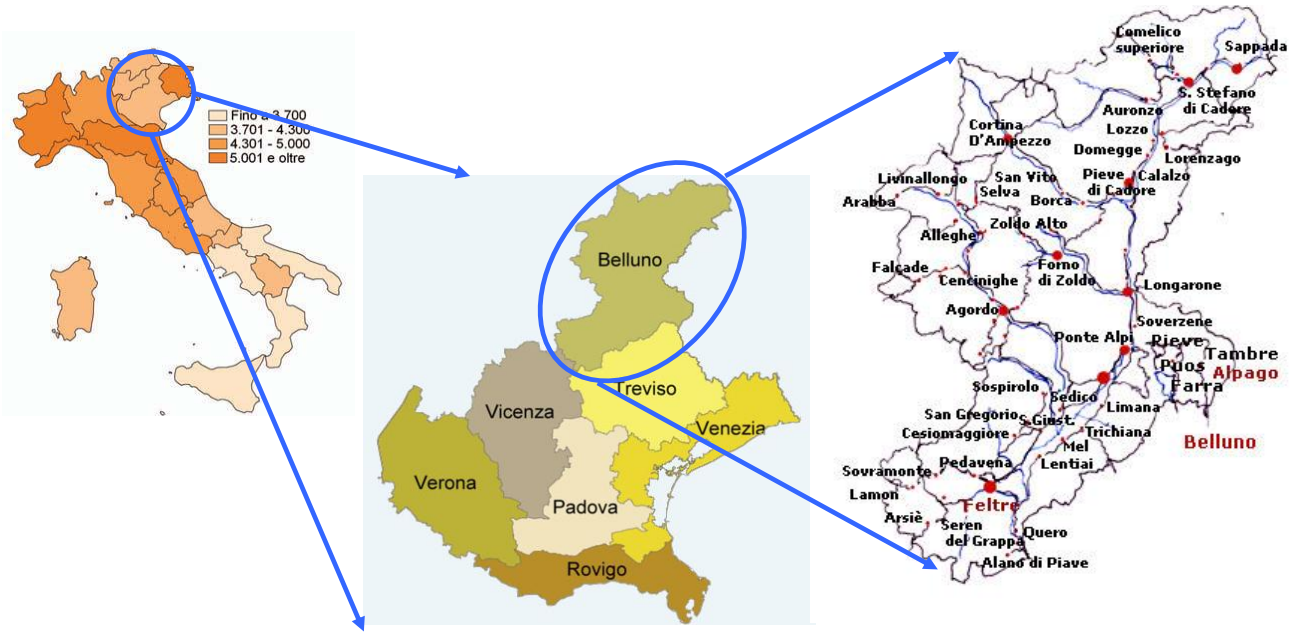 Fino a 3.700
3.701 - 4.300
4.301 - 5.000
5.001 e oltre
Belluno
Treviso
Vicenza
Venezia
Verona
Padova
Rovigo
Comelico
superiore
Sappada
S. Stefano
di Cadore
Auronzo
Cortina
D'Ampezzo
Lozzo
Domegge
Lorenzago
Livinallongo
San Vito
Selva
Pieve
di Cadore
Calalzo
Arabba
Borca
Zoldo Alto
Alleghe
Falcade
Cencinighe
Forno
di Zoldo
Longarone
Agordo
Soverzene
Ponte Alpi
Pieve
Tambre
Puos
Alpago
Farra
Sospirolo
Sedico
Limana
San Gregorio
S.Giust.
Trichiana
Cesiomaggiore
Mel
Belluno
Lentiai
Sovramonte
Pedavena
Lamon
Feltre
Arsiè
Seren
del Grappa
Quero
Alano di Piave